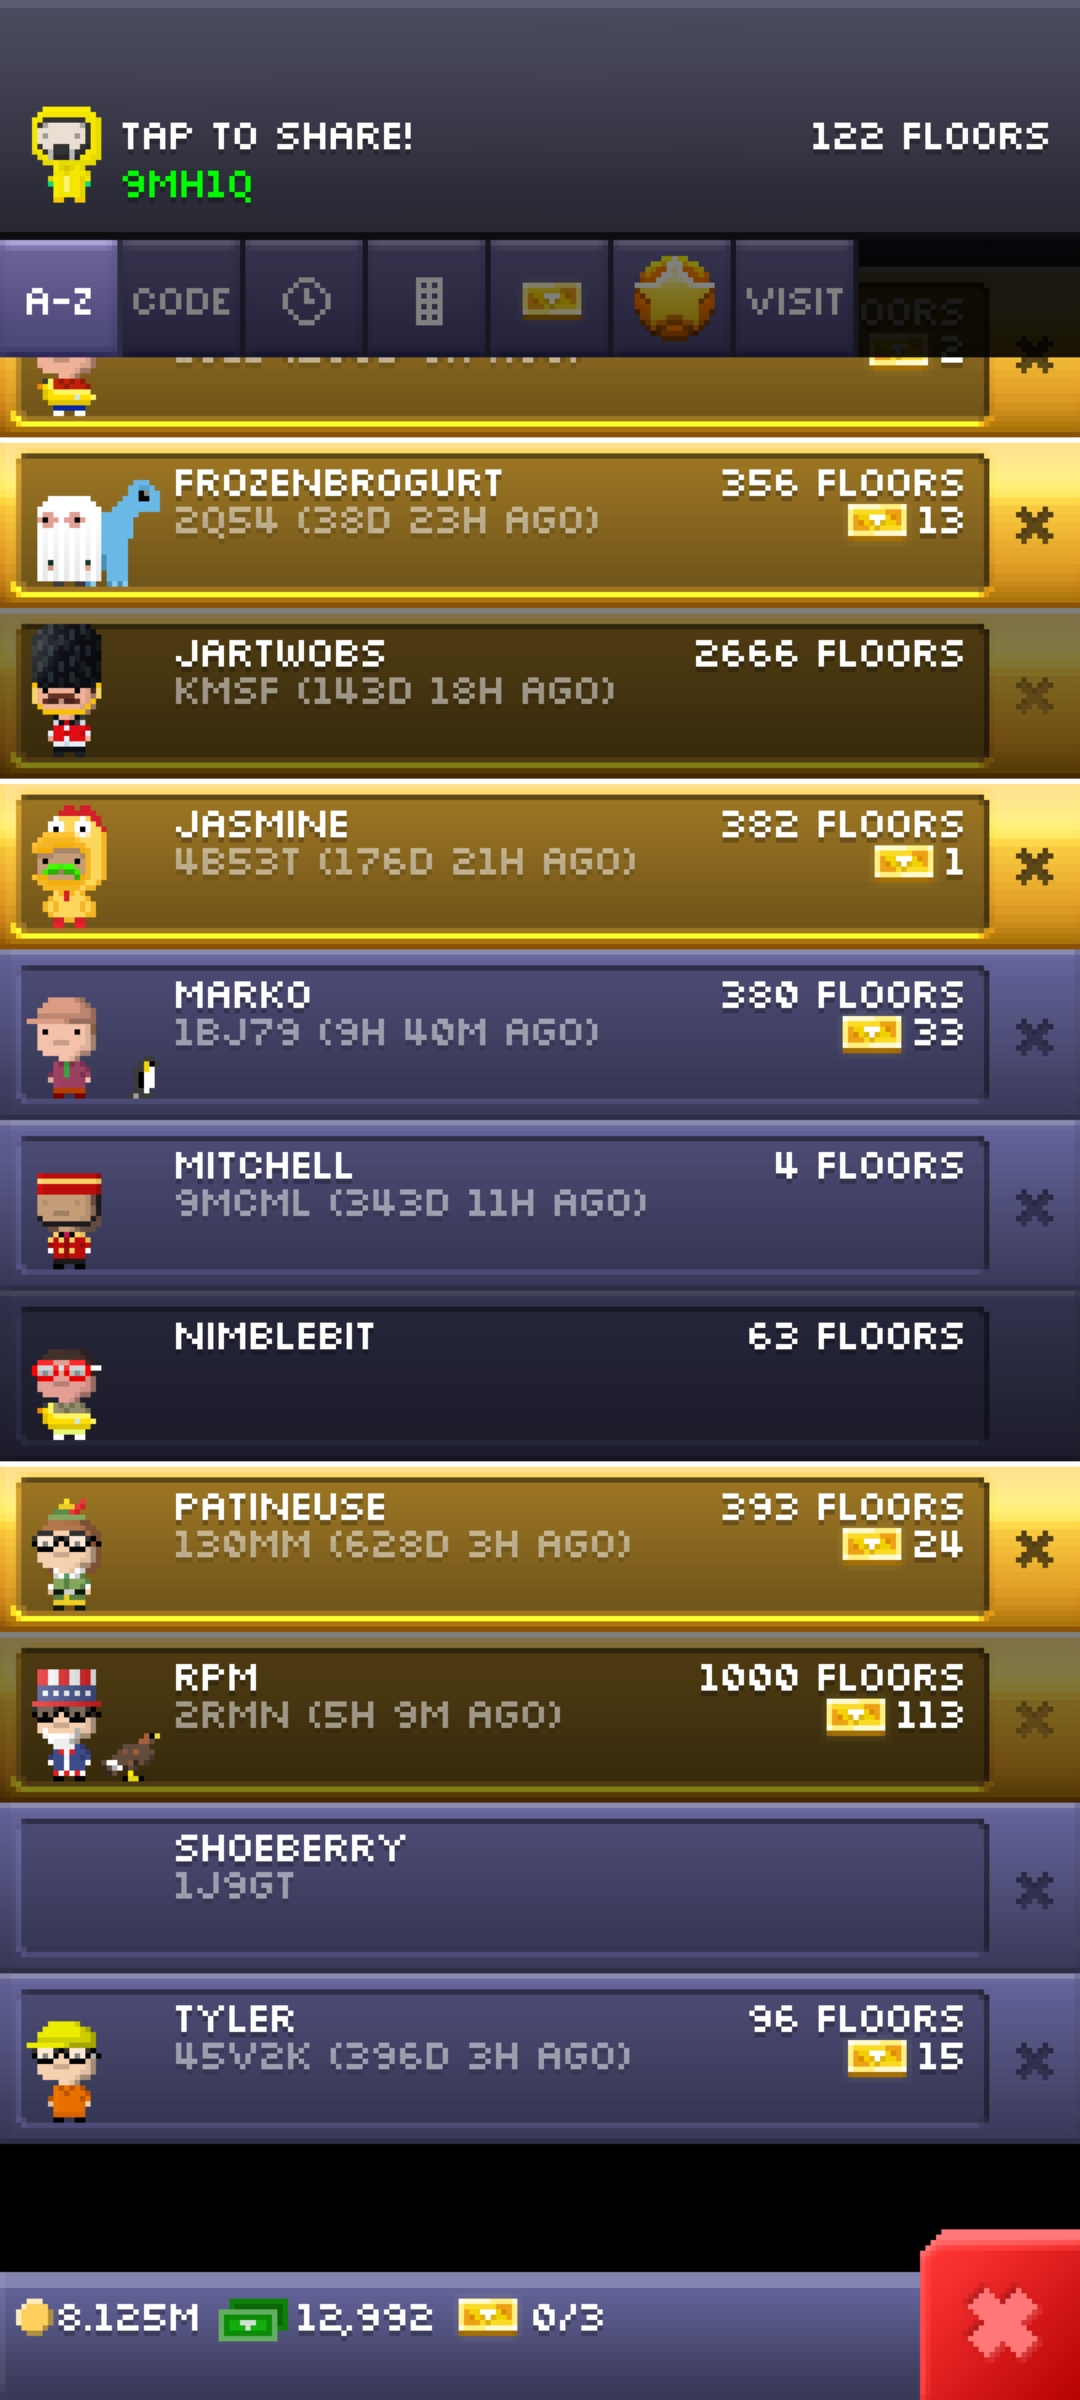 TAP TO SHARE!
122 FLOORS
9MH1Q
A-Z
CODE
VISIT
2
FROZENBROGURT
356 FLOORS
2Q54 (38D 23H AGO)
13
JARTWOBS
2666 FLOORS
KMSF (143D 18H AGO)
JASMINE
382 FLOORS
4B53T (176D 21H AGO)
1
MARKO
380 FLOORS
1BJ79 (9H 40M AGO)
33
MITCHELL
4 FLOORS
9MCML (343D 11H AGO)
NIMBLEBIT
63 FLOORS
PATINEUSE
393 FLOORS
130MM (628D 3H AGO)
24
RPM
1000 FLOORS
2RMN (5H 9M AGO)
113
SHOEBERRY
1J9GT
TYLER
96 FLOORS
45V2K (396D 3H AGO)
15
8.125M
12,992
0/3